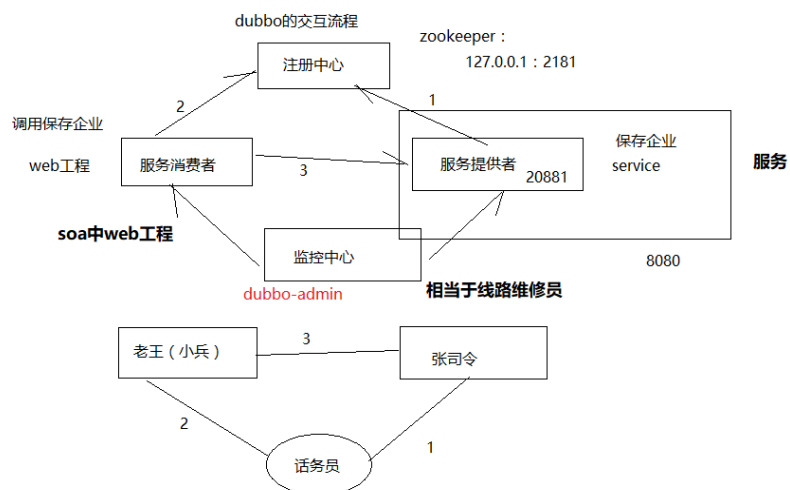 dubbo的交互流程
zookeeper：
127.0.0.1：2181
注册中心
2
1
调用保存企业
web工程
服务消费者
3
服务提供者
20881
保存企业
service
服务
soa中web工程
监控中心
8080
dubbo-admin
相当于线路维修员
老王（小兵）
3
张司令
2
1
话务员